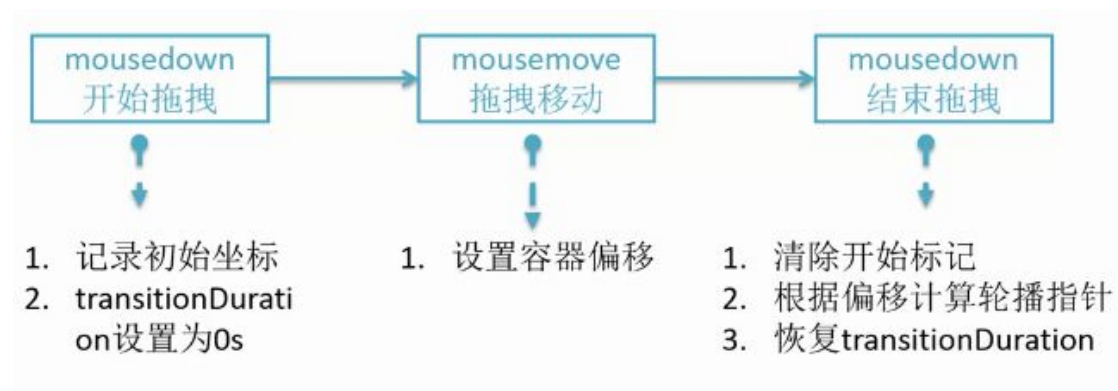 mousedown
开始拖拽
mousemove
拖拽移动
mousedown
结束拖拽
1. 记录初始坐标
2. transitionDurati
on设置为0s
1. 设置容器偏移
1. 清除开始标记
2. 根据偏移计算轮播指针
3. 恢复transitionDuration